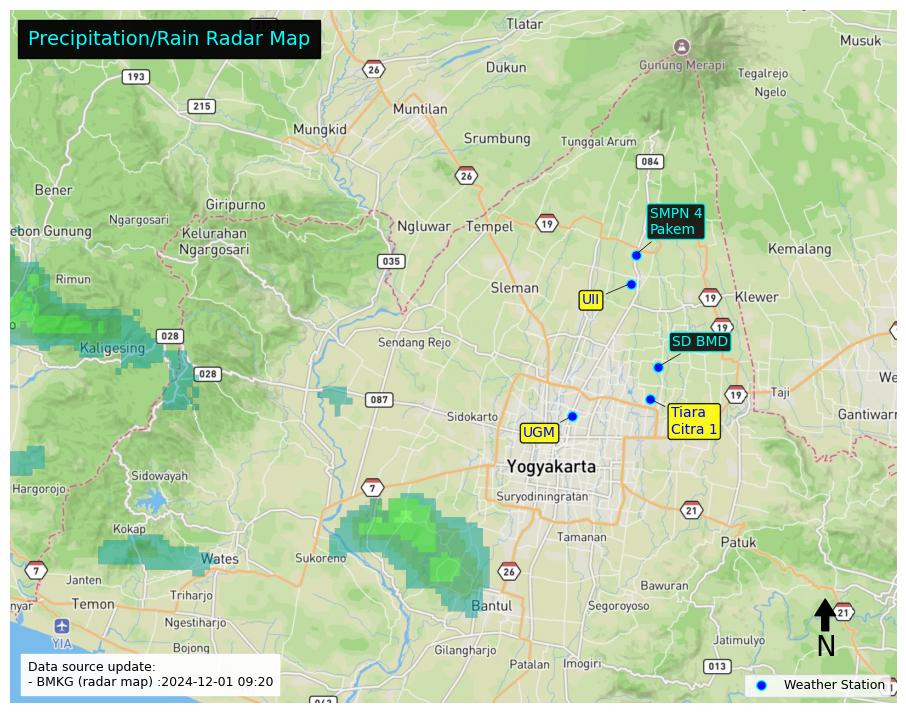 Precipitation/Rain Radar Map
Tlatar
Musuk
26
Dukun
Gunung Merapi
Tegalrejo
193
Ngelo
215
Muntilan
Mungkid
Srumbung
Tunggal Arum
084
26
Bener
Giripurno
SMPN 4
Pakem
Ngargosari
ebon Gunung
Kelurahan
Ngargosari
Ngluwar
Tempel
19
Kemalang
035
Rimun
Sleman
UII
19
Klewer
19
028
Kaligesing
Sendang Rejo
SD BMD
028
087
Taji
19
We
Sidokarto
Tiara
Citra 1
Gantiwarn
UGM
Yogyakarta
Hargorojo
Sidowayah
7
Suryodiningratan
21
Kokap
Tamanan
Patuk
Wates
Sukoreno
7
26
Janten
Bawuran
nyar
Temon
Triharjo
Bantul
Segoroyoso
21
Ngestiharjo
YIA
Jatimulyo
N
Bojong
Gilangharjo
Patalan
Imogiri
013
Data source update:
- BMKG (radar map) :2024-12-01 09:20
Weather Station